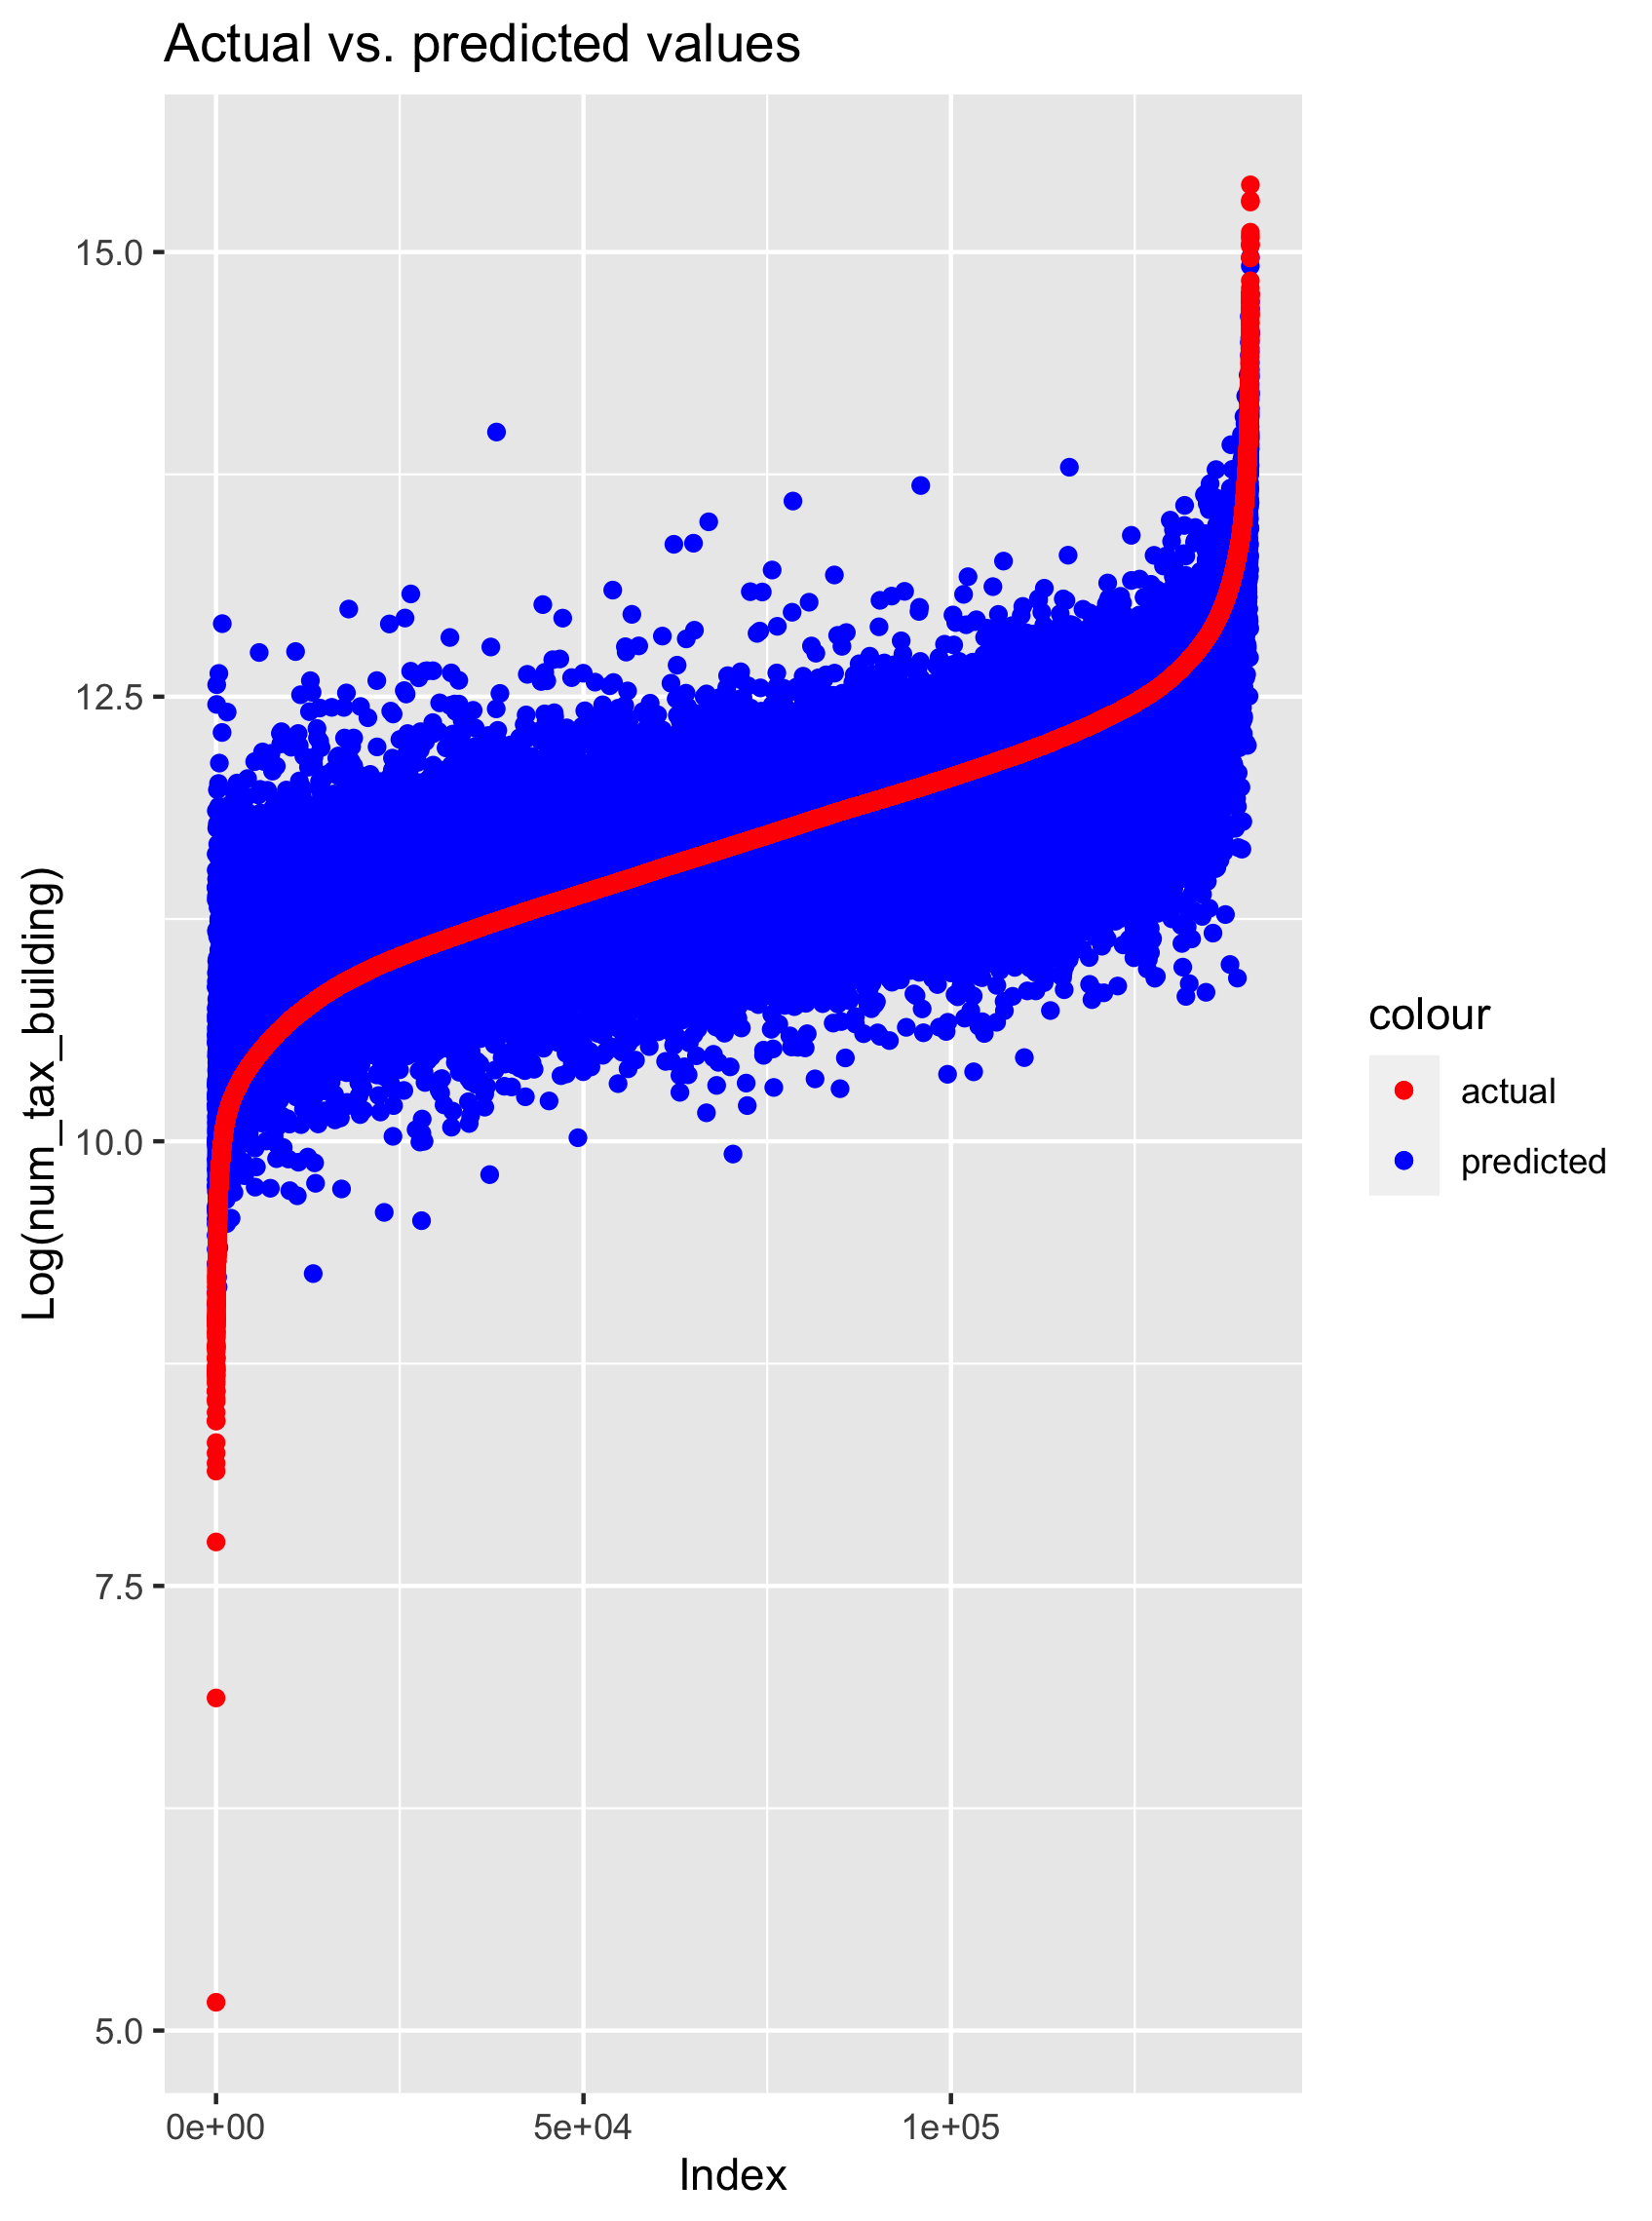 Actual vs. predicted values
Log(num_tax_building)
15.0
12.5
10.0
7.5
5.0
0e+00
5e+04
1e+05
Index
colour
actual
predicted